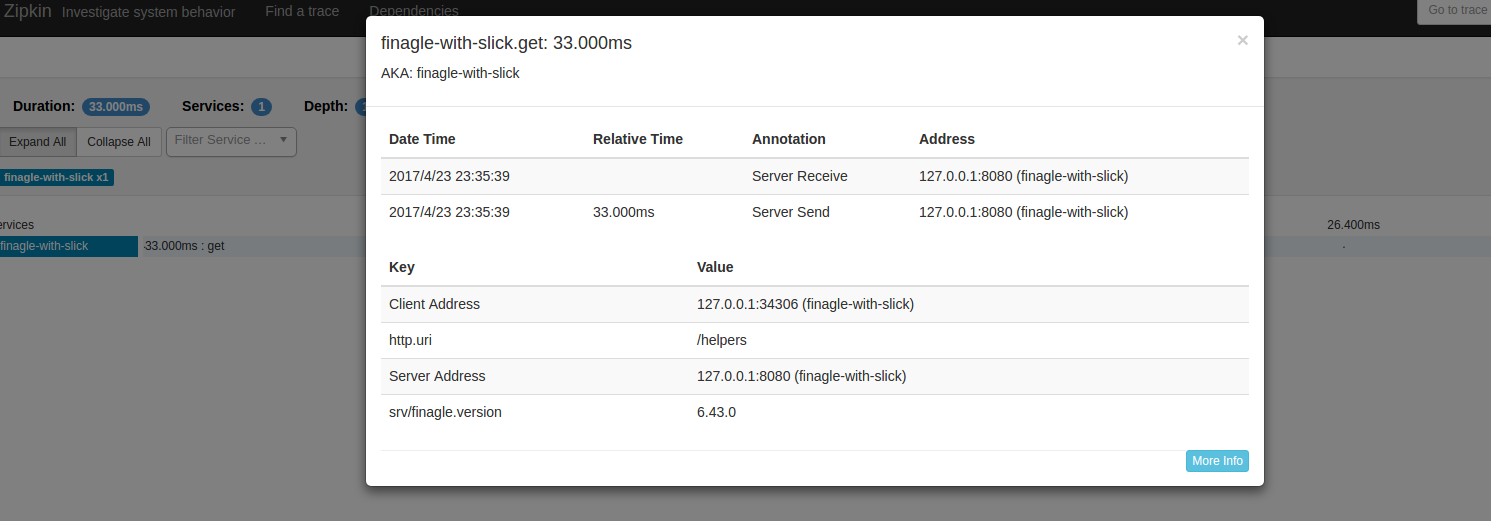 Zipkin Investigate system behavior Find a trace Dependencies Go to trace
finagle-with-slick.get: 33.000ms ×
AKA: finagle-with-slick
Duration: 33.000ms Services: 1 Depth:
Expand All Collapse All Filter Service ...
finagle-with-slick x1
Date Time Relative Time Annotation Address
2017/4/23 23:35:39 Server Receive 127.0.0.1:8080 (finagle-with-slick)
2017/4/23 23:35:39 33.000ms Server Send 127.0.0.1:8080 (finagle-with-slick)
ervices 26.400ms
finagle-with-slick 33.000ms : get
Key Value
Client Address 127.0.0.1:34306 (finagle-with-slick)
http.uri /helpers
Server Address 127.0.0.1:8080 (finagle-with-slick)
srv/finagle.version 6.43.0
More Info